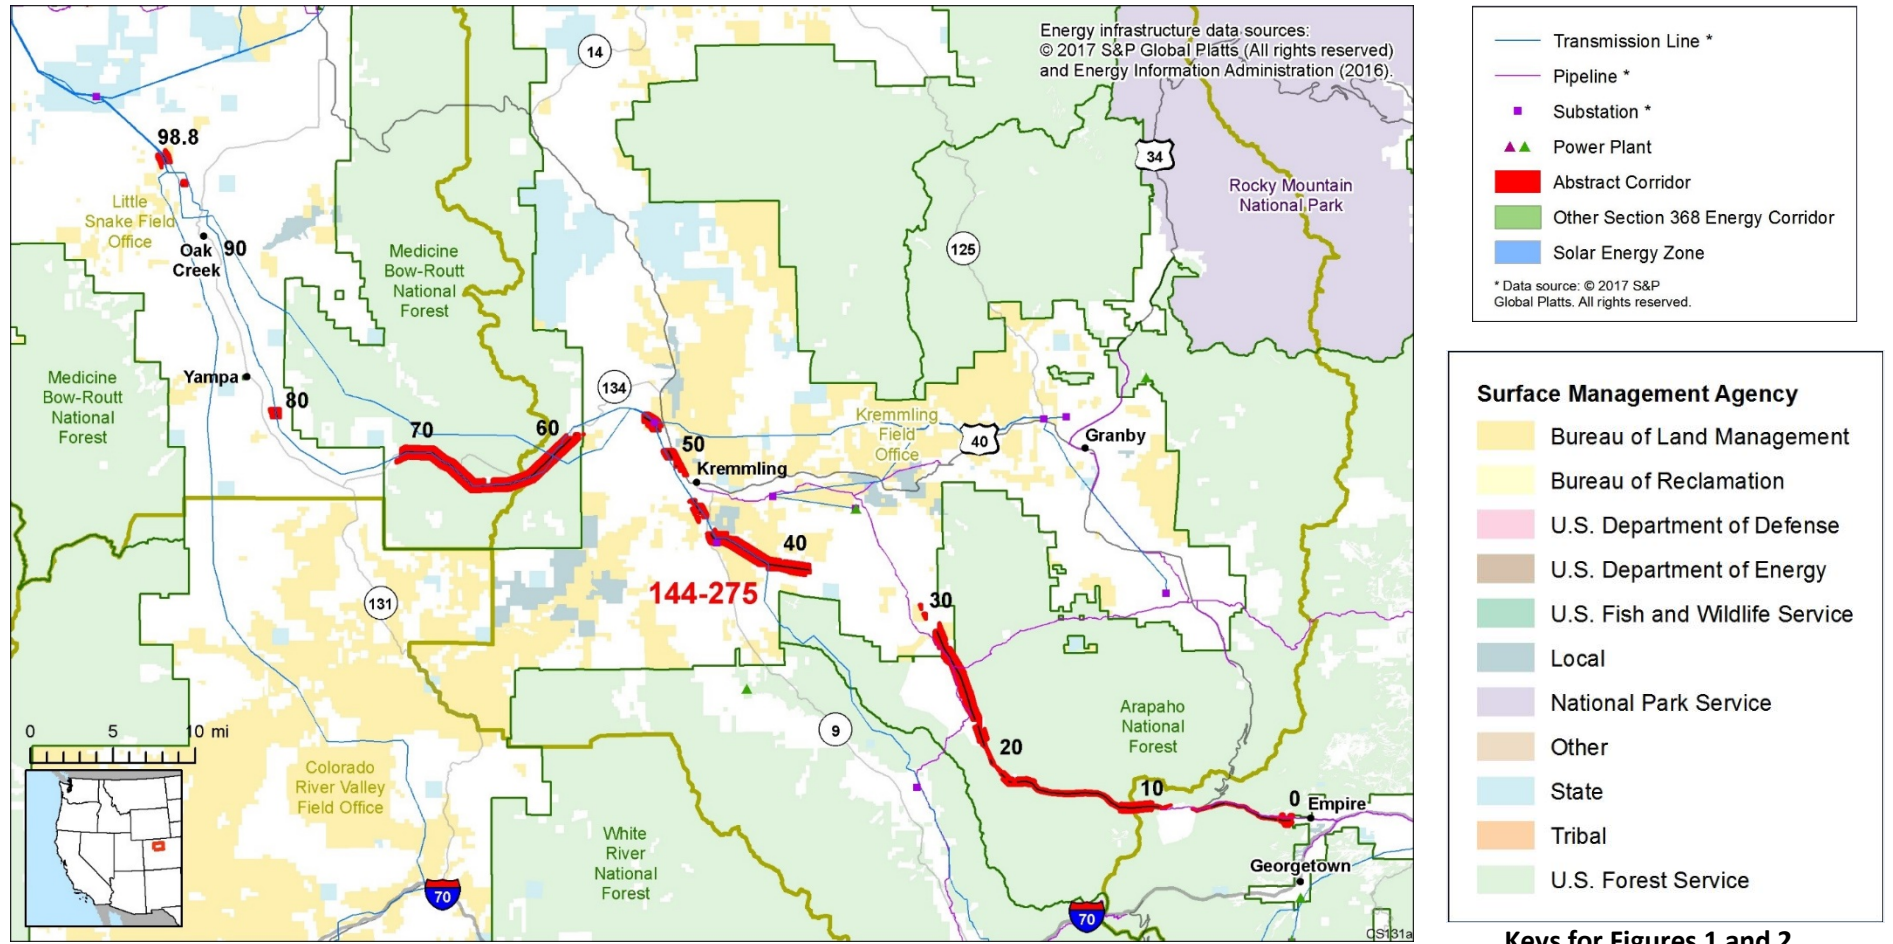 Energy infrastructure data sources:
© 2017 S&P Global Platts (All rights reserved)
and Energy Information Administration (2016).
14
34
98.8
Rocky Mountain
National Park
Little
Snake Field
Office
125
Oak
Creek
90
Medicine
Bow-Routt
National
Forest
Yampa
134
Medicine
Bow-Routt
National
Forest
80
70
60
50
Kremmling
Field
Office
40
Granby
Kremmling
40
144-275
131
30
9
Arapaho
National
Forest
20
0 5 10 mi
Colorado
River Valley
Field Office
10
0
Empire
White
River
National
Forest
Georgetown
70
70
CS131a
Transmission Line *
Pipeline *
Substation *
Power Plant
Abstract Corridor
Other Section 368 Energy Corridor
Solar Energy Zone
* Data source: © 2017 S&P
Global Platts. All rights reserved.
Surface Management Agency
Bureau of Land Management
Bureau of Reclamation
U.S. Department of Defense
U.S. Department of Energy
U.S. Fish and Wildlife Service
Local
National Park Service
Other
State
Tribal
U.S. Forest Service
Keys for Figures 1 and 2